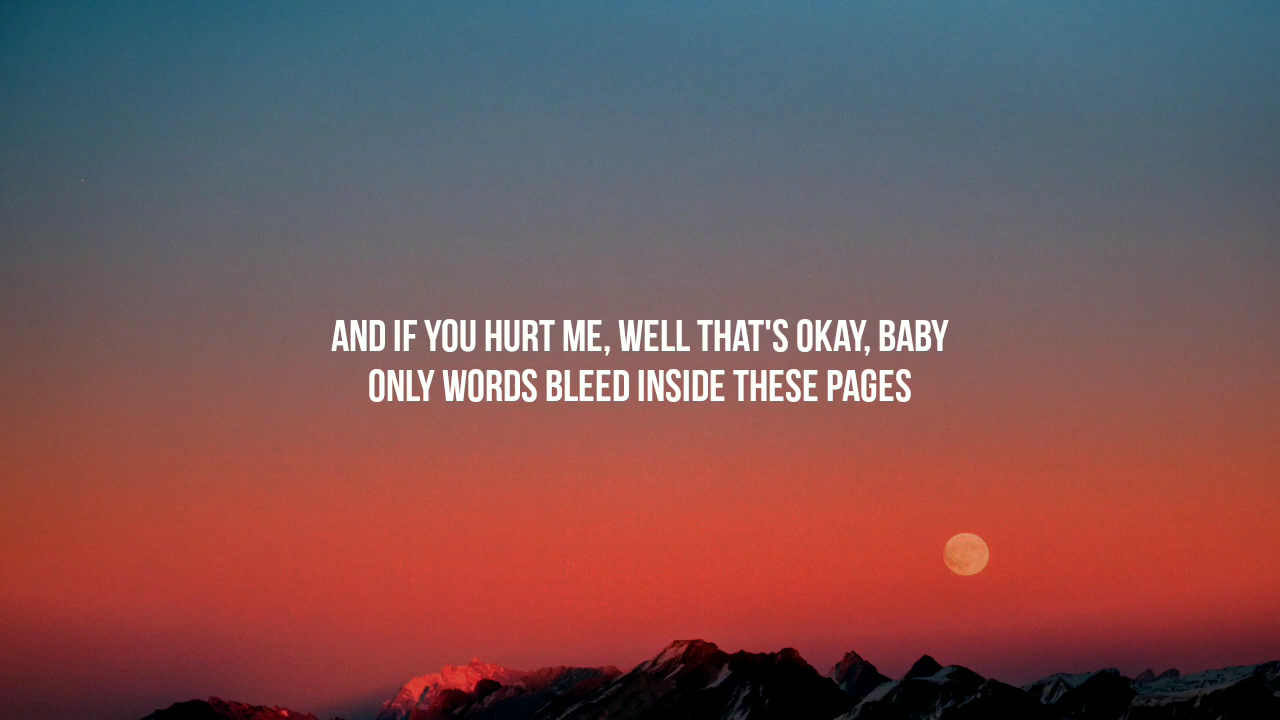 AND IF YOU HURT ME, WELL THAT'S OKAY, BABY
ONLY WORDS BLEED INSIDE THESE PAGES